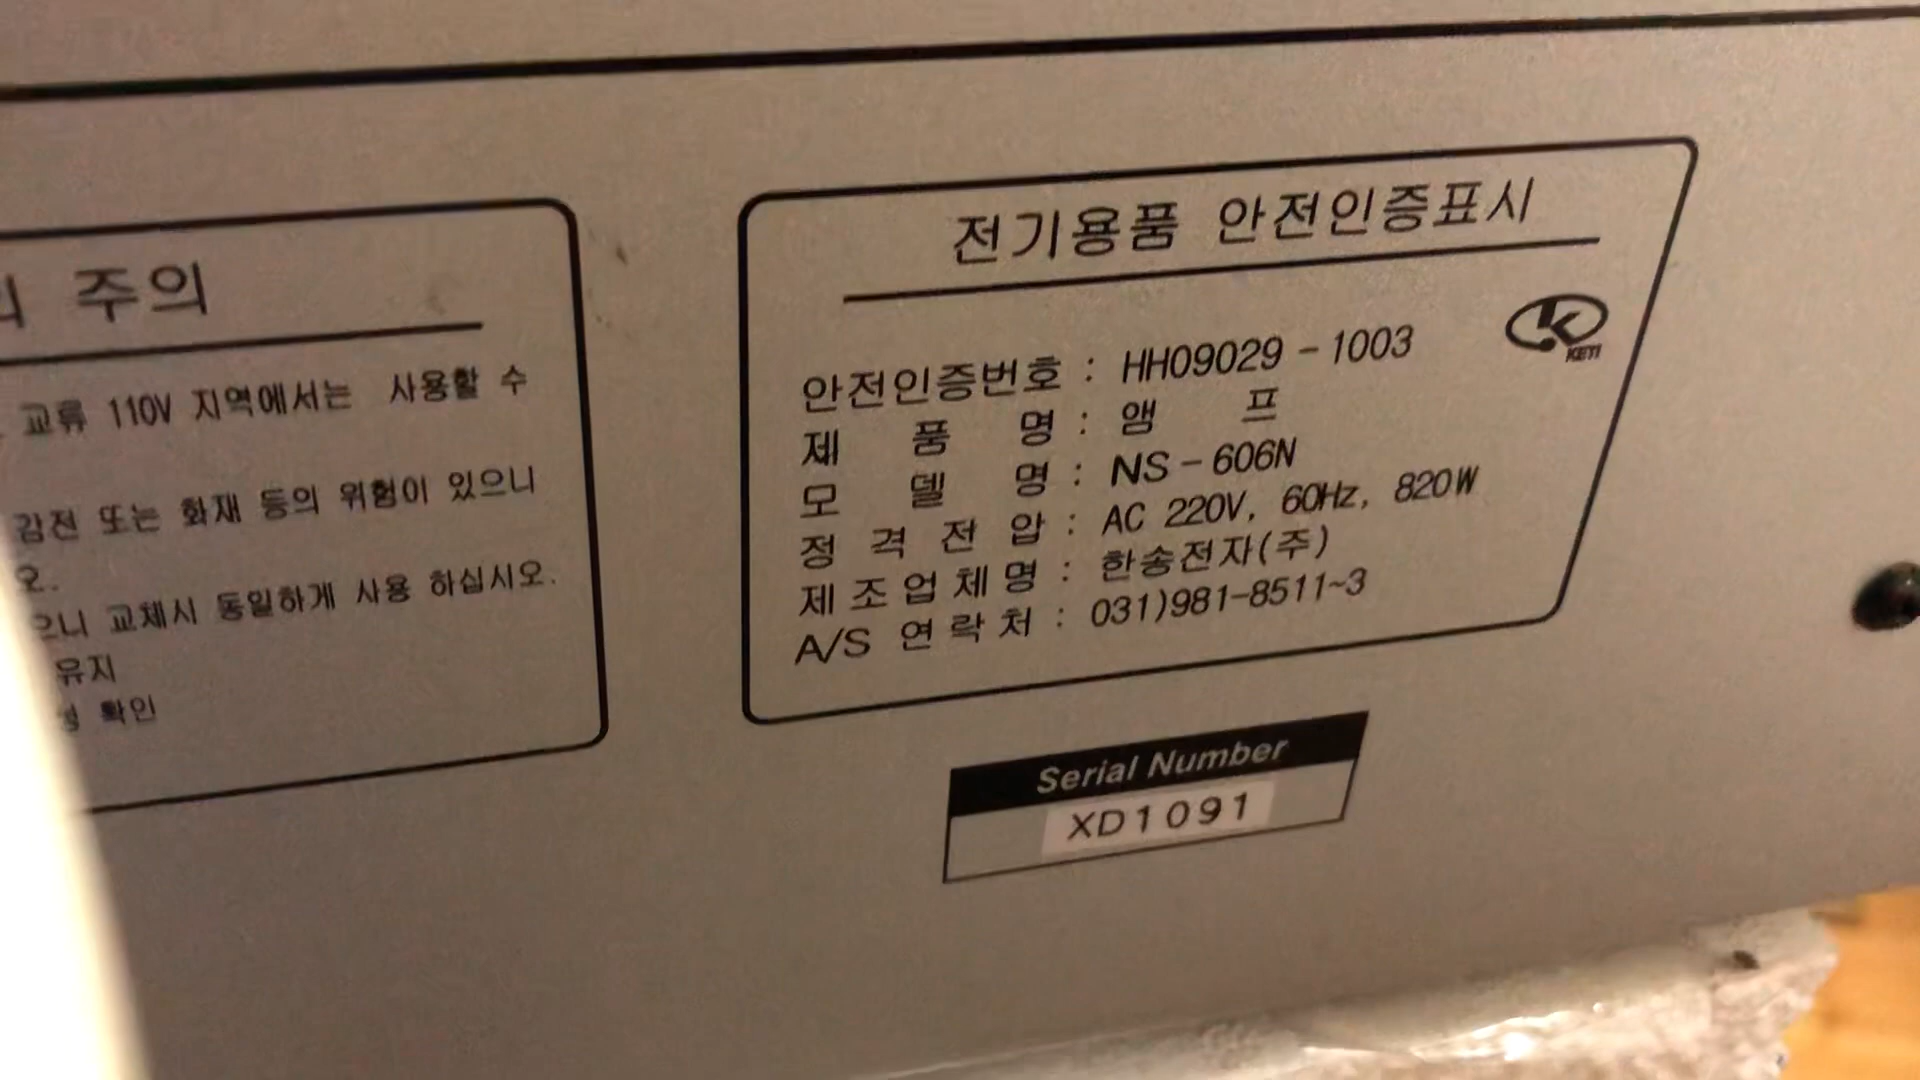 주의
교류 110V 지역에서는 사용할 수
감전 또는 화재 등의 위험이 있으니
오.
으니 교체시 동일하게 사용 하십시오.
유지
확인
전기용품 안전인증표시
KETI
안전인증번호 : HH09029 - 1003
제 품 명 : 앰 프
모 델 명 : NS - 606N
정 격 전 압 : AC 220V, 60Hz, 820W
제 조 업 체 명 : 한송전자(주)
A/S 연 락 처 : 031)981-8511~3
Serial Number
XD1091